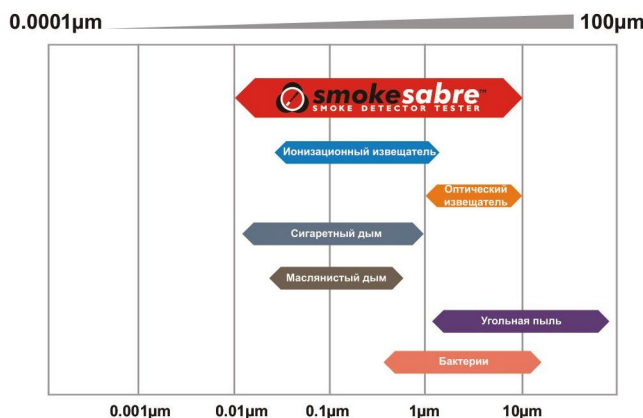 0.0001µm 100µm
smokesabre™
SMOKE DETECTOR TESTER
Ионизационный извещатель
Оптический
извещатель
Сигаретный дым
Маслянистый дым
Угольная пыль
Бактерии
0.001µm 0.01µm 0.1µm 1µm 10µm